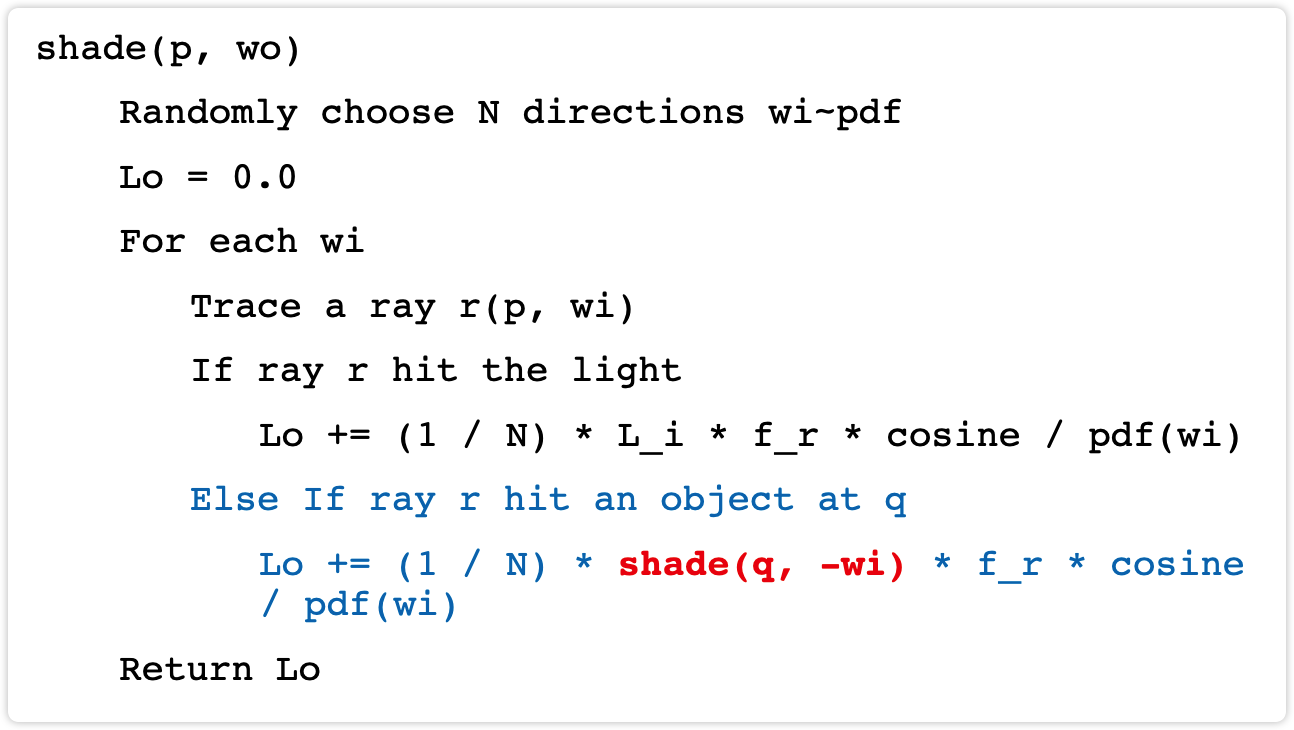 shade(p, wo)
Randomly choose N directions wi~pdf
Lo = 0.0
For each wi
Trace a ray r(p, wi)
If ray r hit the light
Lo += (1 / N) * L_i * f_r * cosine / pdf(wi)
Else If ray r hit an object at q
Lo += (1 / N) * shade(q, -wi) * f_r * cosine
/ pdf(wi)
Return Lo